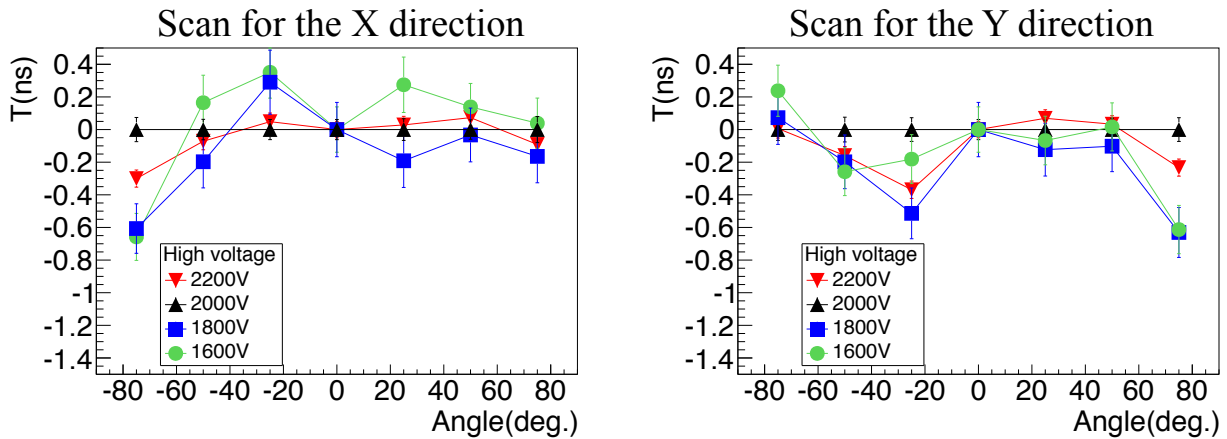 Scan for the X direction
T(ns)
0.4
0.2
0
-0.2
-0.4
-0.6
-0.8
-1
-1.2
-1.4
High voltage
2200V
2000V
1800V
1600V
-80 -60 -40 -20 0 20 40 60 80
Angle(deg.)
Scan for the Y direction
T(ns)
0.4
0.2
0
-0.2
-0.4
-0.6
-0.8
-1
-1.2
-1.4
High voltage
2200V
2000V
1800V
1600V
-80 -60 -40 -20 0 20 40 60 80
Angle(deg.)